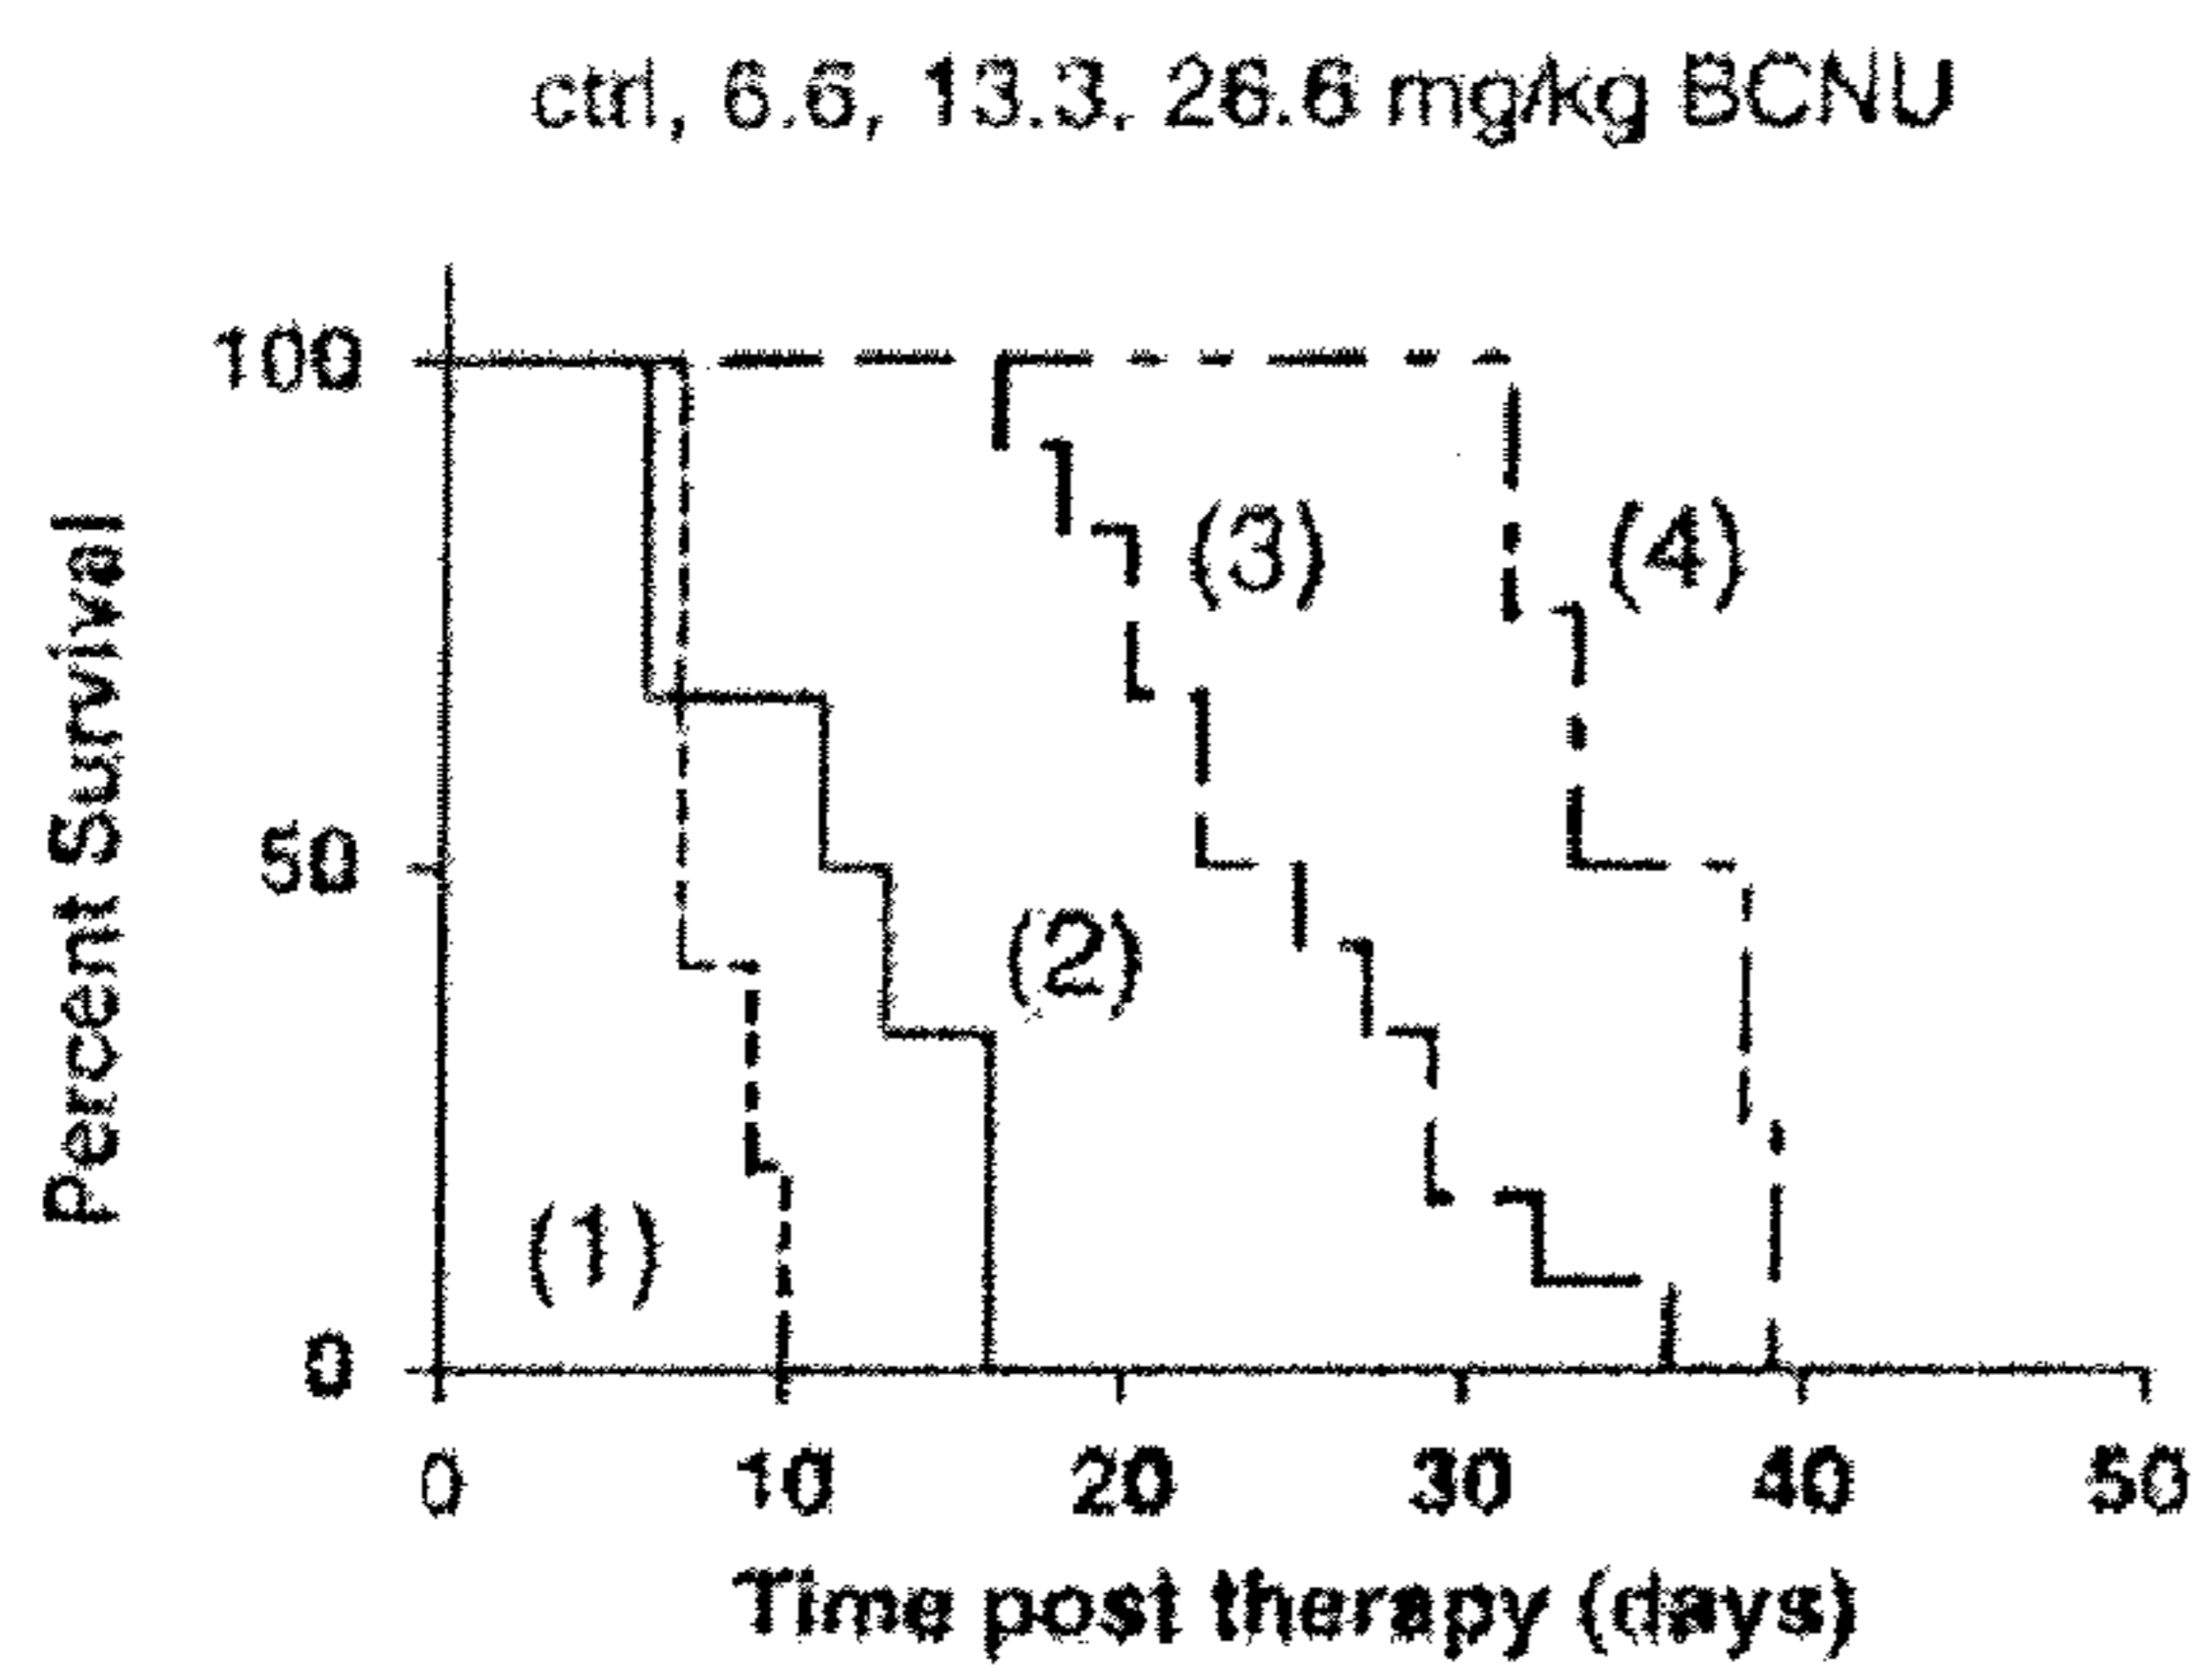 ctrl, 6.6, 13.3, 26.6 mg/kg BCNU
Percent Survival
100
50
0
(1)
(2)
(3)
(4)
0 10 20 30 40 50
Time post therapy (days)